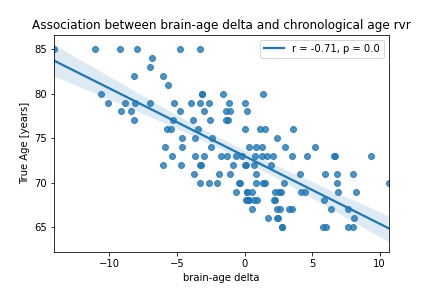 Association between brain-age delta and chronological age rvr
r = -0.71, p = 0.0
True Age [years]
85
80
75
70
65
−10 −5 0 5 10
brain-age delta